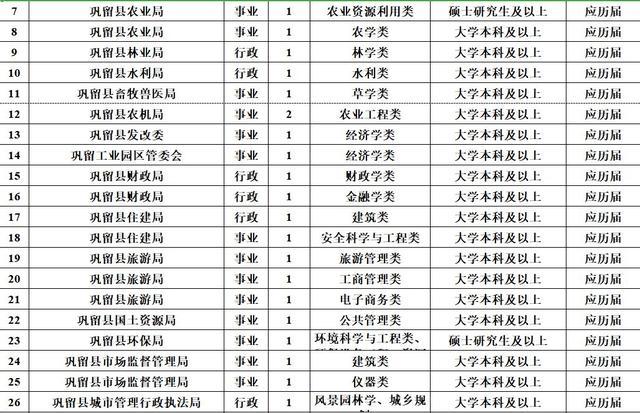 7 巩留县农业局 事业 1 农业资源利用类 硕士研究生及以上 应历届
8 巩留县农业局 事业 1 农学类 大学本科及以上 应历届
9 巩留县林业局 行政 1 林学类 大学本科及以上 应历届
10 巩留县水利局 行政 1 水利类 大学本科及以上 应历届
11 巩留县畜牧兽医局 事业 1 草学类 大学本科及以上 应历届
12 巩留县农机局 事业 2 农业工程类 大学本科及以上 应历届
13 巩留县发改委 事业 1 经济学类 大学本科及以上 应历届
14 巩留工业园区管委会 事业 1 经济学类 大学本科及以上 应历届
15 巩留县财政局 行政 1 财政学类 大学本科及以上 应历届
16 巩留县财政局 行政 1 金融学类 大学本科及以上 应历届
17 巩留县住建局 行政 1 建筑类 大学本科及以上 应历届
18 巩留县住建局 事业 1 安全科学与工程类 大学本科及以上 应历届
19 巩留县旅游局 事业 1 旅游管理类 大学本科及以上 应历届
20 巩留县旅游局 事业 1 工商管理类 大学本科及以上 应历届
21 巩留县旅游局 事业 1 电子商务类 大学本科及以上 应历届
22 巩留县国土资源局 事业 1 公共管理类 大学本科及以上 应历届
23 巩留县环保局 事业 1 环境科学与工程类、 硕士研究生及以上 应历届
24 巩留县市场监督管理局 事业 1 建筑类 大学本科及以上 应历届
25 巩留县市场监督管理局 事业 1 仪器类 大学本科及以上 应历届
26 巩留县城市管理行政执法局 行政 1 风景园林学、城乡规 大学本科及以上 应历届